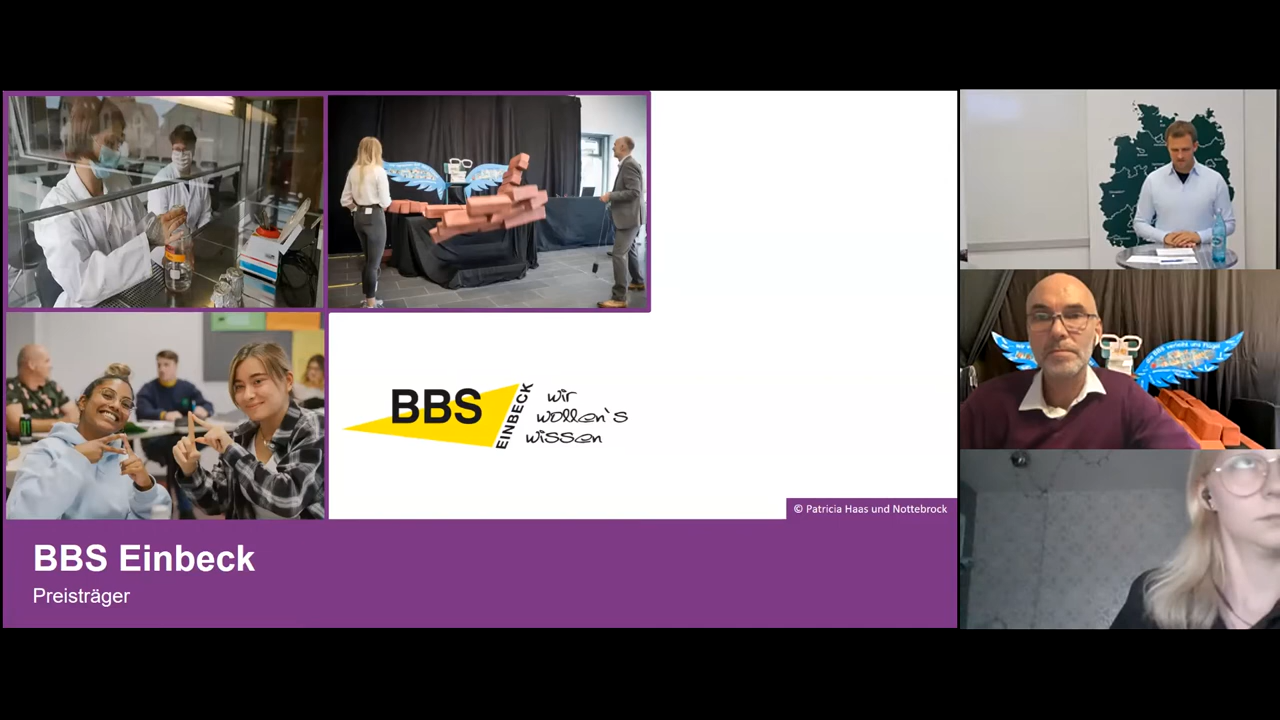 BBS
EINBECK
wir
wollen's
wissen
© Patricia Haas und Nottebrock
BBS Einbeck
Preisträger